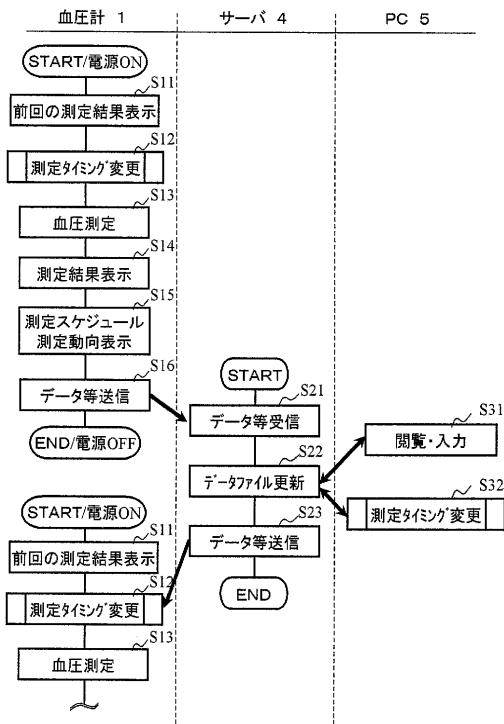 血圧計 1
サーバ 4
PC 5
START/電源ON
S11
前回の測定結果表示
S12
測定タイミング変更
S13
血圧測定
S14
測定結果表示
S15
測定スケジュール
測定動向表示
S16
データ等送信
END/電源OFF
START
S21
データ等受信
S22
データファイル更新
S23
データ等送信
END
S31
閲覧・入力
S32
測定タイミング変更
START/電源ON
S11
前回の測定結果表示
S12
測定タイミング変更
S13
血圧測定